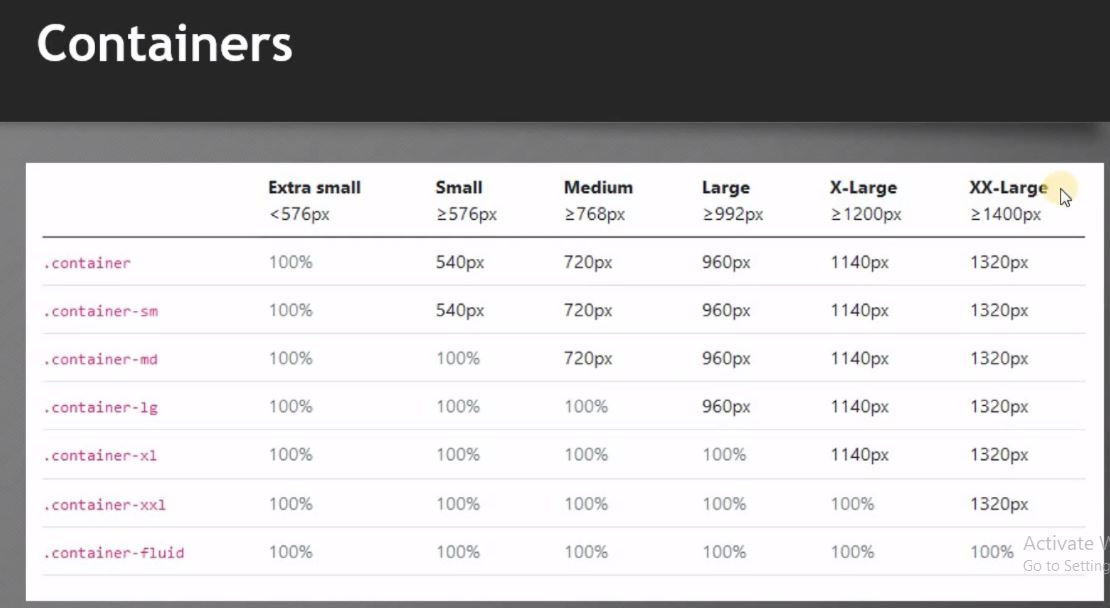 Containers
Extra small Small Medium Large X-Large XX-Large
<576px ≥576px ≥768px ≥992px ≥1200px ≥1400px
.container 100% 540px 720px 960px 1140px 1320px
.container-sm 100% 540px 720px 960px 1140px 1320px
.container-md 100% 100% 720px 960px 1140px 1320px
.container-lg 100% 100% 100% 960px 1140px 1320px
.container-xl 100% 100% 100% 100% 1140px 1320px
.container-xxl 100% 100% 100% 100% 100% 1320px
.container-fluid 100% 100% 100% 100% 100% 100%
Activate
Go to Setting